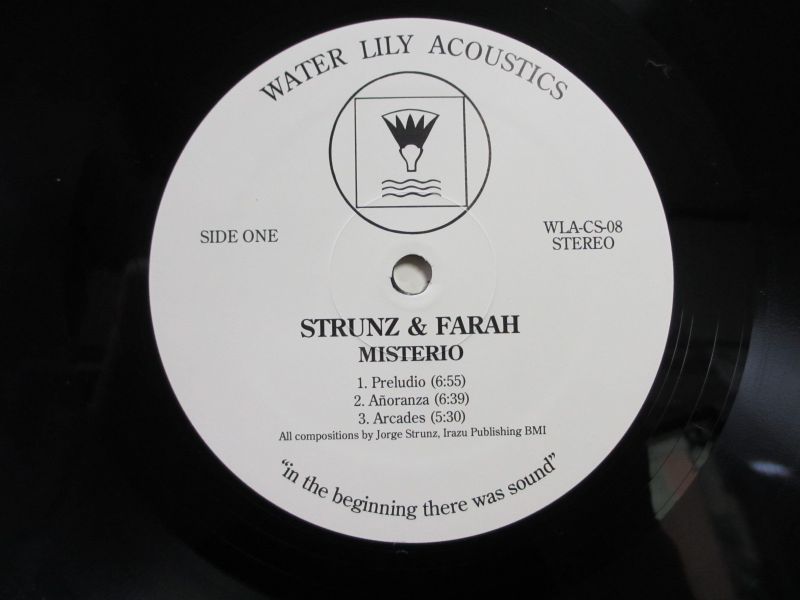 WATER LILY ACOUSTICS
SIDE ONE
WLA-CS-08
STEREO
STRUNZ & FARAH
MISTERIO
1. Preludio (6:55)
2. Añoranza (6:39)
3. Arcades (5:30)
All compositions by Jorge Strunz, Irazu Publishing BMI
“in the beginning there was sound”